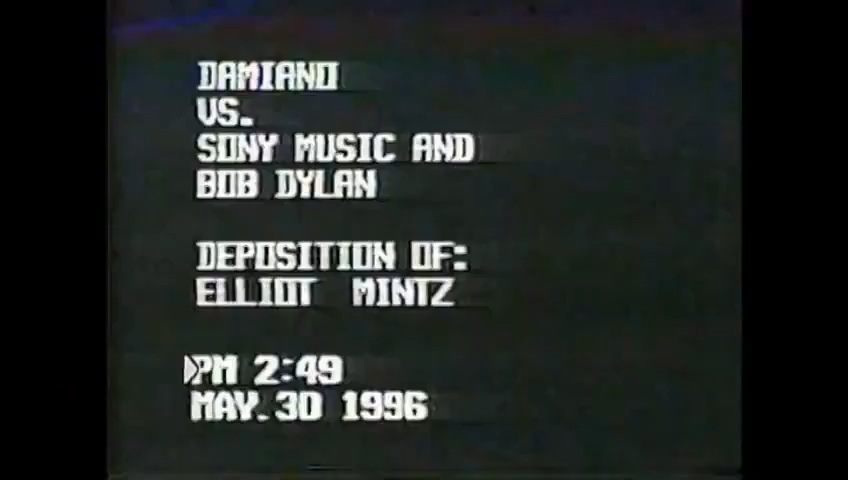 DAMIANO
VS.
SONY MUSIC AND
BOB DYLAN
DEPOSITION OF:
ELLIOT MINTZ
PM 2:49
MAY.30 1996